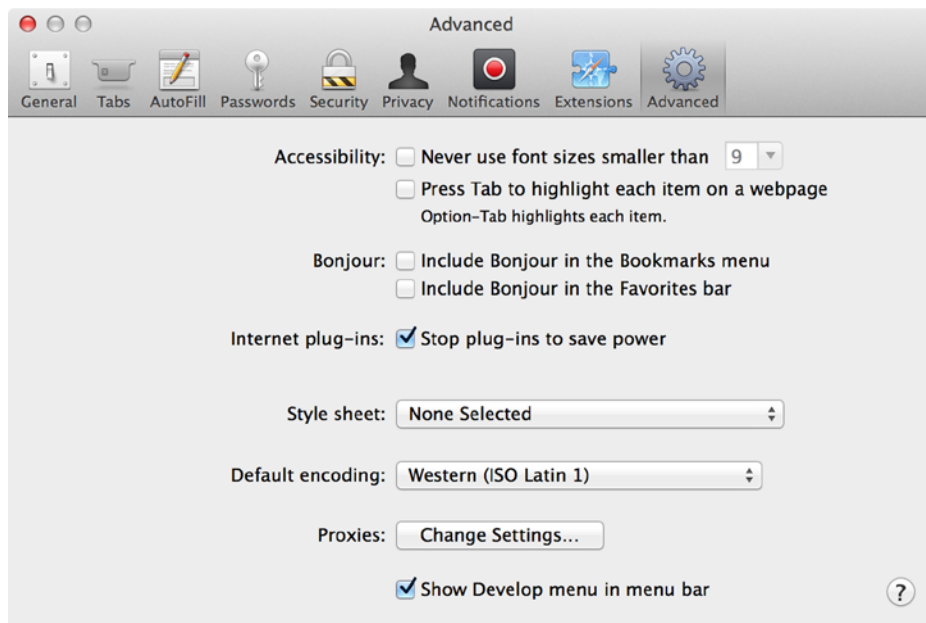 Advanced
General Tabs AutoFill Passwords Security Privacy Notifications Extensions Advanced
Accessibility: Never use font sizes smaller than 9
Press Tab to highlight each item on a webpage
Option-Tab highlights each item.
Bonjour: Include Bonjour in the Bookmarks menu
Include Bonjour in the Favorites bar
Internet plug-ins: Stop plug-ins to save power
Style sheet: None Selected
Default encoding: Western (ISO Latin 1)
Proxies: Change Settings...
Show Develop menu in menu bar
?